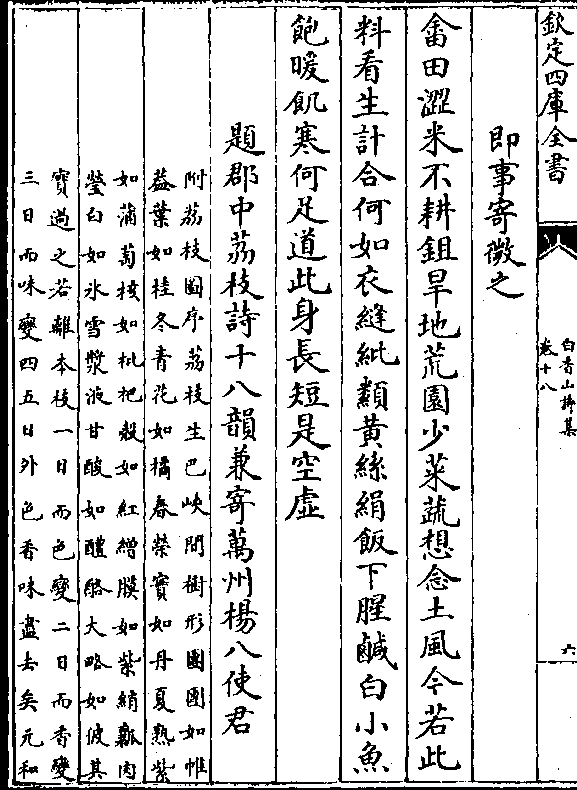 欽定四庫全書
白香山詩集
卷十八
六
即事寄微之
畬田澀米不耕鉏旱地荒園少菜蔬想念土風今若此
料看生計合何如衣縫紕纇黃絲絹飯下腥鹹白小魚
飽暖飢寒何足道此身長短是空虛
題郡中荔枝詩十八韻兼寄萬州楊八使君
附荔枝圖序荔枝生巴峽間樹形團團如帷
葢葉如桂冬青花如橘春榮實如丹夏熟紫
如蒲萄核如枇杷殼如紅繒膜如紫綃瓤肉
瑩白如氷雪漿液甘酸如醴酪大略如彼其
實過之若離本枝一日而色變二日而香變
三日而味變四五日外色香味盡去矣元和